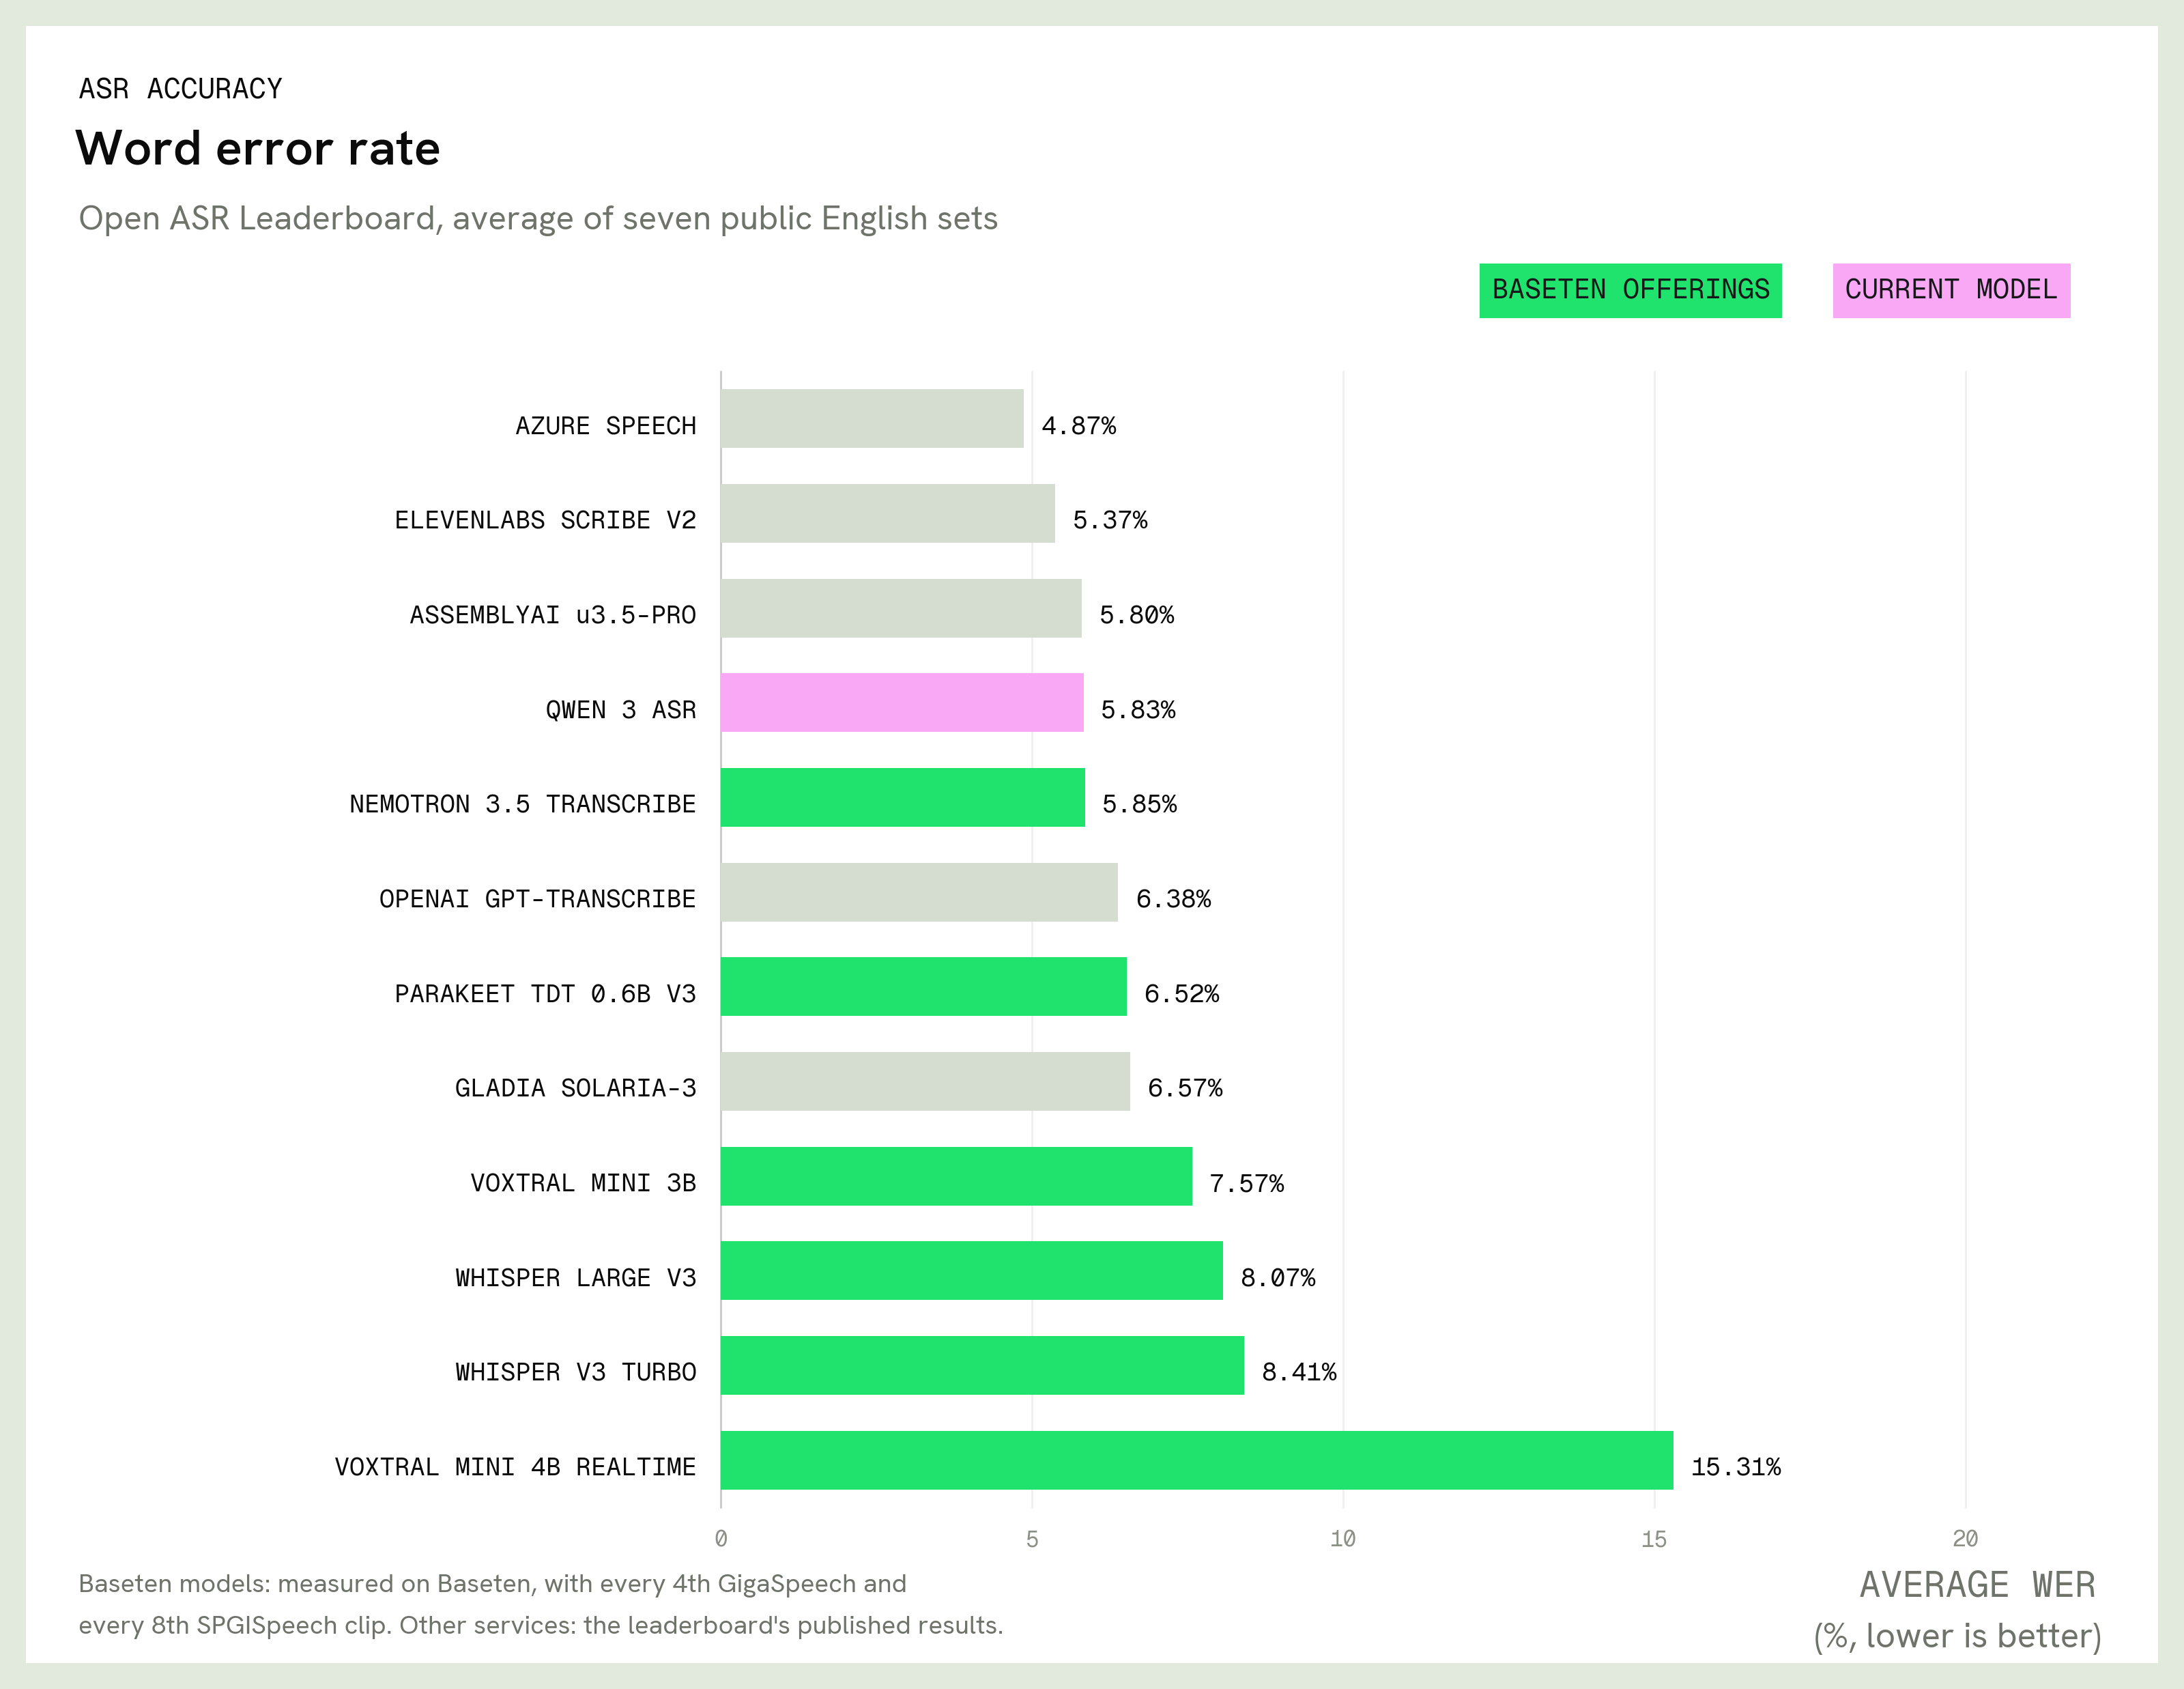 ASR ACCURACY
Word error rate
Open ASR Leaderboard, average of seven public English sets
BASETEN OFFERINGS
CURRENT MODEL
AZURE SPEECH 4.87%
ELEVENLABS SCRIBE V2 5.37%
ASSEMBLYAI u3.5-PRO 5.80%
QWEN 3 ASR 5.83%
NEMOTRON 3.5 TRANSCRIBE 5.85%
OPENAI GPT-TRANSCRIBE 6.38%
PARAKEET TDT 0.6B V3 6.52%
GLADIA SOLARIA-3 6.57%
VOXTRAL MINI 3B 7.57%
WHISPER LARGE V3 8.07%
WHISPER V3 TURBO 8.41%
VOXTRAL MINI 4B REALTIME 15.31%
0 5 10 15 20
Baseten models: measured on Baseten, with every 4th GigaSpeech and
every 8th SPGISpeech clip. Other services: the leaderboard's published results.
AVERAGE WER
(%, lower is better)